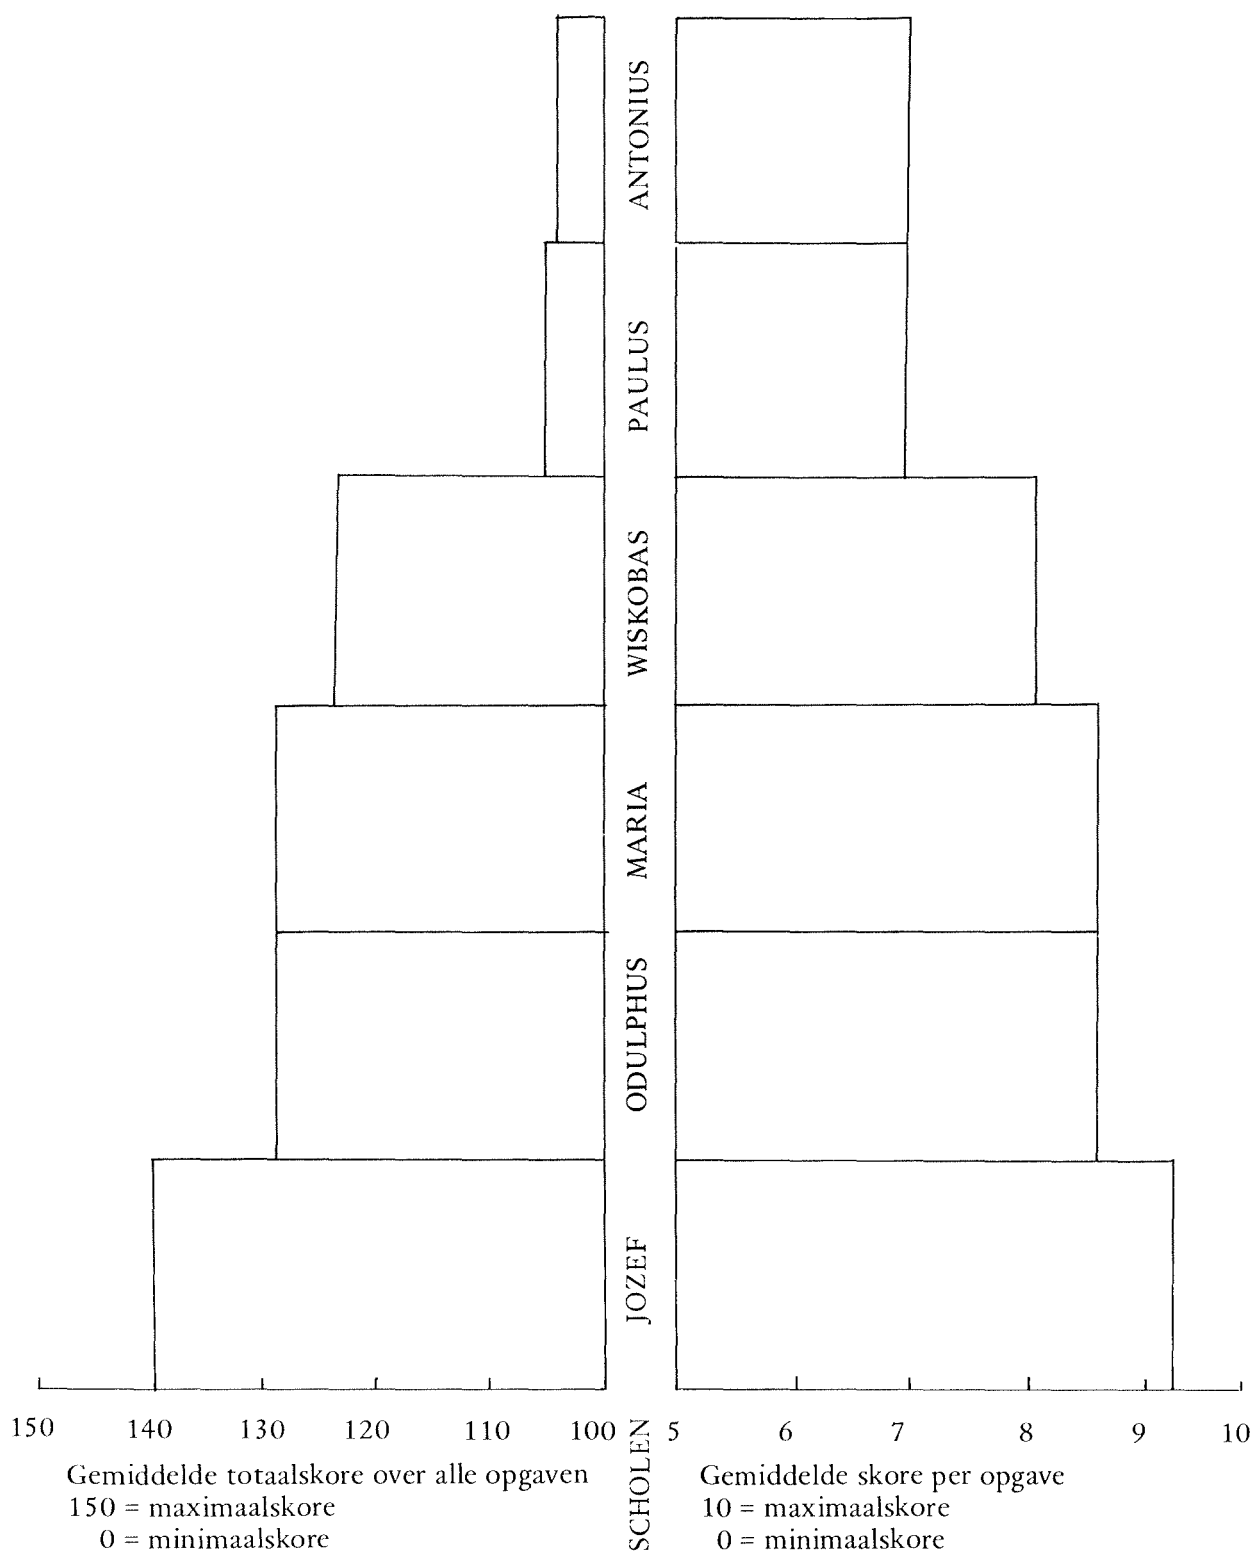 ANTONIUS
PAULUS
WISKOBAS
MARIA
ODULPHUS
JOZEF
SCHOLEN
150 140 130 120 110 100 5 6 7 8 9 10
Gemiddelde totaalskore over alle opgaven
150 = maximaalskore
0 = minimaalskore
Gemiddelde skore per opgave
10 = maximaalskore
0 = minimaalskore